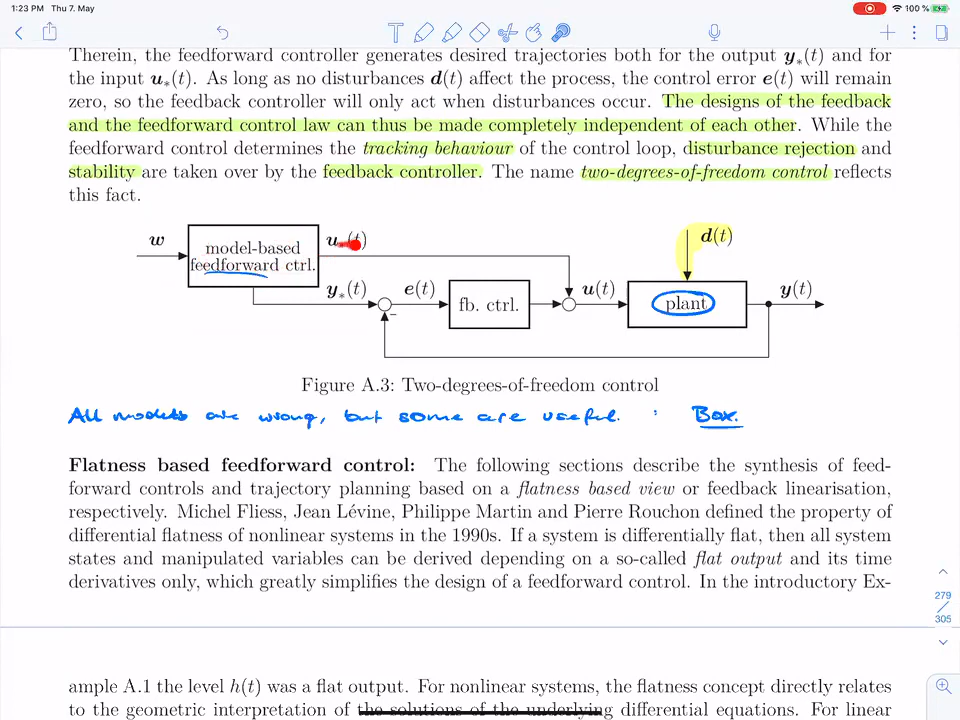 1:23 PM Thu 7. May
100 %
Therein, the feedforward controller generates desired trajectories both for the output y∗(t) and for
the input u∗(t). As long as no disturbances d(t) affect the process, the control error e(t) will remain
zero, so the feedback controller will only act when disturbances occur. The designs of the feedback
and the feedforward control law can thus be made completely independent of each other. While the
feedforward control determines the tracking behaviour of the control loop, disturbance rejection and
stability are taken over by the feedback controller. The name two-degrees-of-freedom control reflects
this fact.
w
model-based
feedforward ctrl.
u (t)
y∗(t)
e(t)
−
fb. ctrl.
u(t)
d(t)
plant
y(t)
Figure A.3: Two-degrees-of-freedom control
All models are wrong, but some are useful. : Box.
Flatness based feedforward control: The following sections describe the synthesis of feed-
forward controls and trajectory planning based on a flatness based view or feedback linearisation,
respectively. Michel Fliess, Jean Lévine, Philippe Martin and Pierre Rouchon defined the property of
differential flatness of nonlinear systems in the 1990s. If a system is differentially flat, then all system
states and manipulated variables can be derived depending on a so-called flat output and its time
derivatives only, which greatly simplifies the design of a feedforward control. In the introductory Ex-
279
305
ample A.1 the level h(t) was a flat output. For nonlinear systems, the flatness concept directly relates
to the geometric interpretation of the solutions of the underlying differential equations. For linear